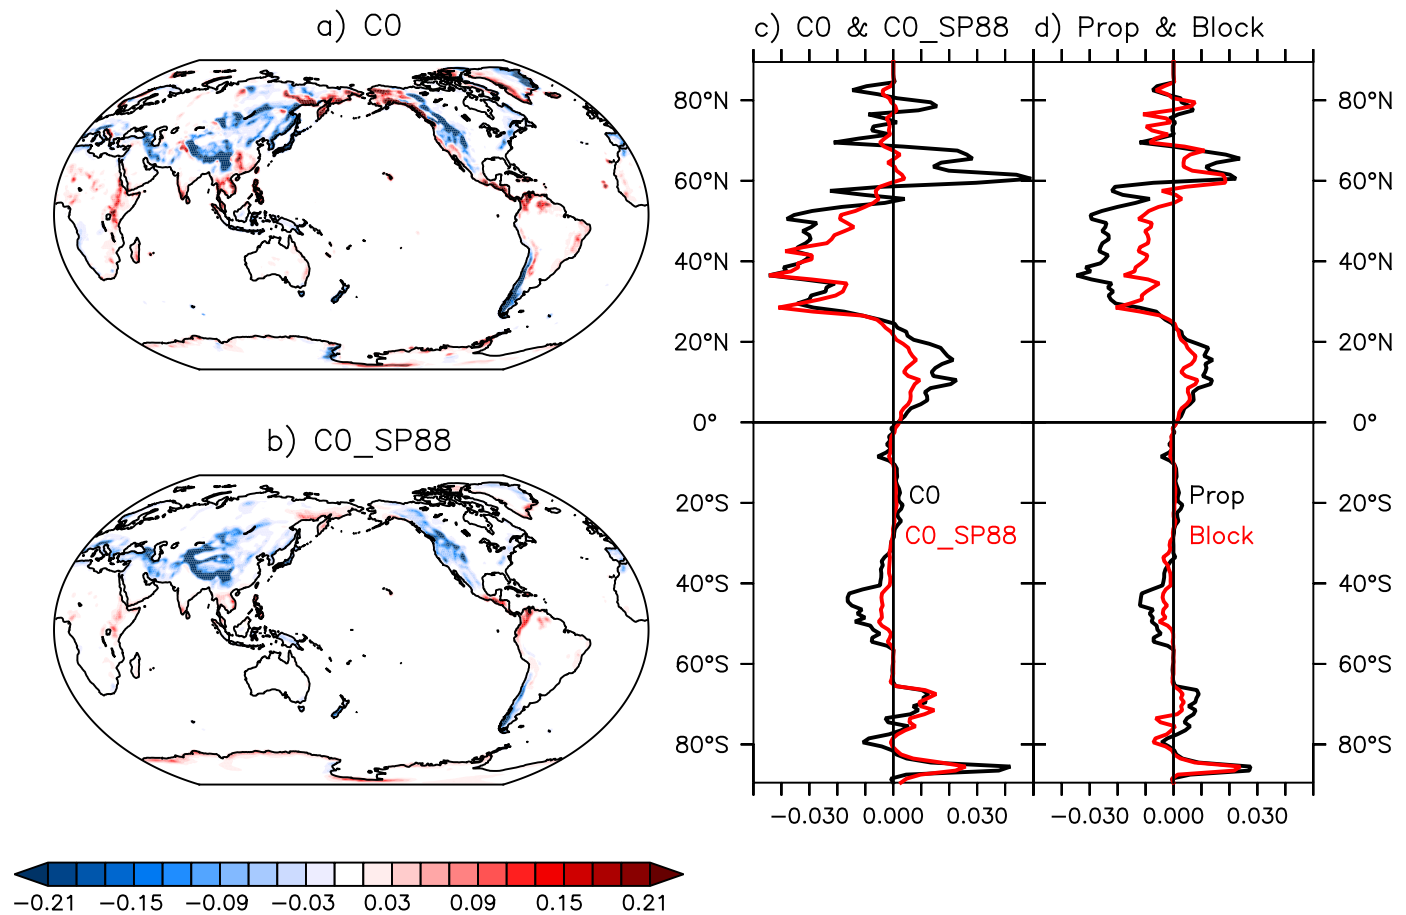 a) C0
b) C0_SP88
−0.21 −0.15 −0.09 −0.03 0.03 0.09 0.15 0.21
c) C0 & C0_SP88
d) Prop & Block
80°N
60°N
40°N
20°N
0°
20°S
40°S
60°S
80°S
C0
C0_SP88
−0.030 0.000 0.030
Prop
Block
−0.030 0.000 0.030
80°N
60°N
40°N
20°N
0°
20°S
40°S
60°S
80°S